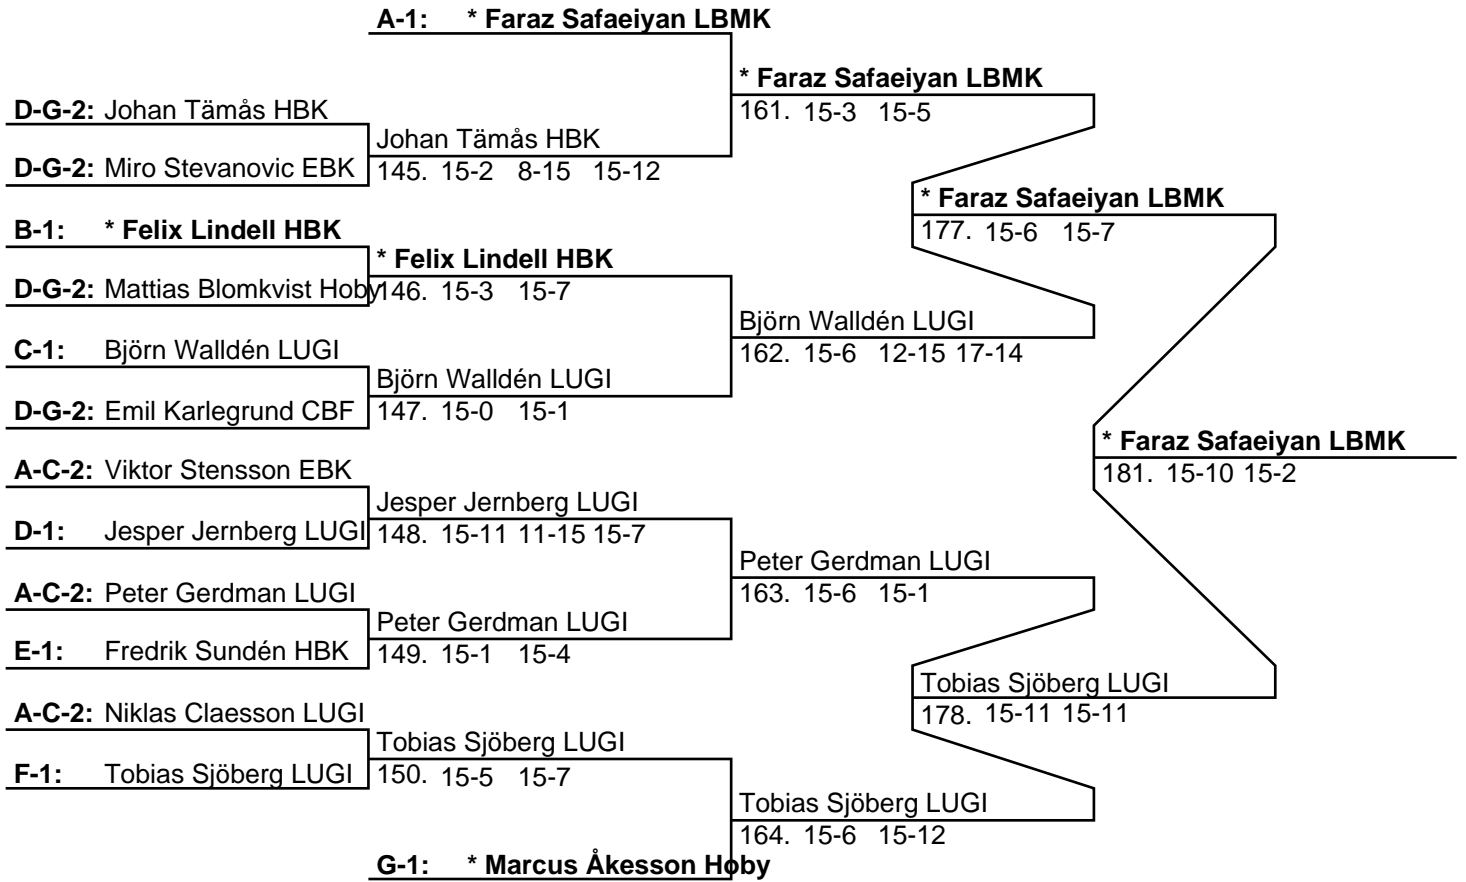 A-1: * Faraz Safaeiyan LBMK
* Faraz Safaeiyan LBMK
161. 15-3 15-5
D-G-2: Johan Tämås HBK
Johan Tämås HBK
D-G-2: Miro Stevanovic EBK
145. 15-2 8-15 15-12
* Faraz Safaeiyan LBMK
177. 15-6 15-7
B-1: * Felix Lindell HBK
* Felix Lindell HBK
D-G-2: Mattias Blomkvist Hoby
146. 15-3 15-7
Björn Walldén LUGI
162. 15-6 12-15 17-14
C-1: Björn Walldén LUGI
Björn Walldén LUGI
D-G-2: Emil Karlegrund CBF
147. 15-0 15-1
* Faraz Safaeiyan LBMK
181. 15-10 15-2
A-C-2: Viktor Stensson EBK
Jesper Jernberg LUGI
D-1: Jesper Jernberg LUGI
148. 15-11 11-15 15-7
Peter Gerdman LUGI
163. 15-6 15-1
A-C-2: Peter Gerdman LUGI
Peter Gerdman LUGI
E-1: Fredrik Sundén HBK
149. 15-1 15-4
Tobias Sjöberg LUGI
178. 15-11 15-11
A-C-2: Niklas Claesson LUGI
Tobias Sjöberg LUGI
F-1: Tobias Sjöberg LUGI
150. 15-5 15-7
Tobias Sjöberg LUGI
164. 15-6 15-12
G-1: * Marcus Åkesson Hoby